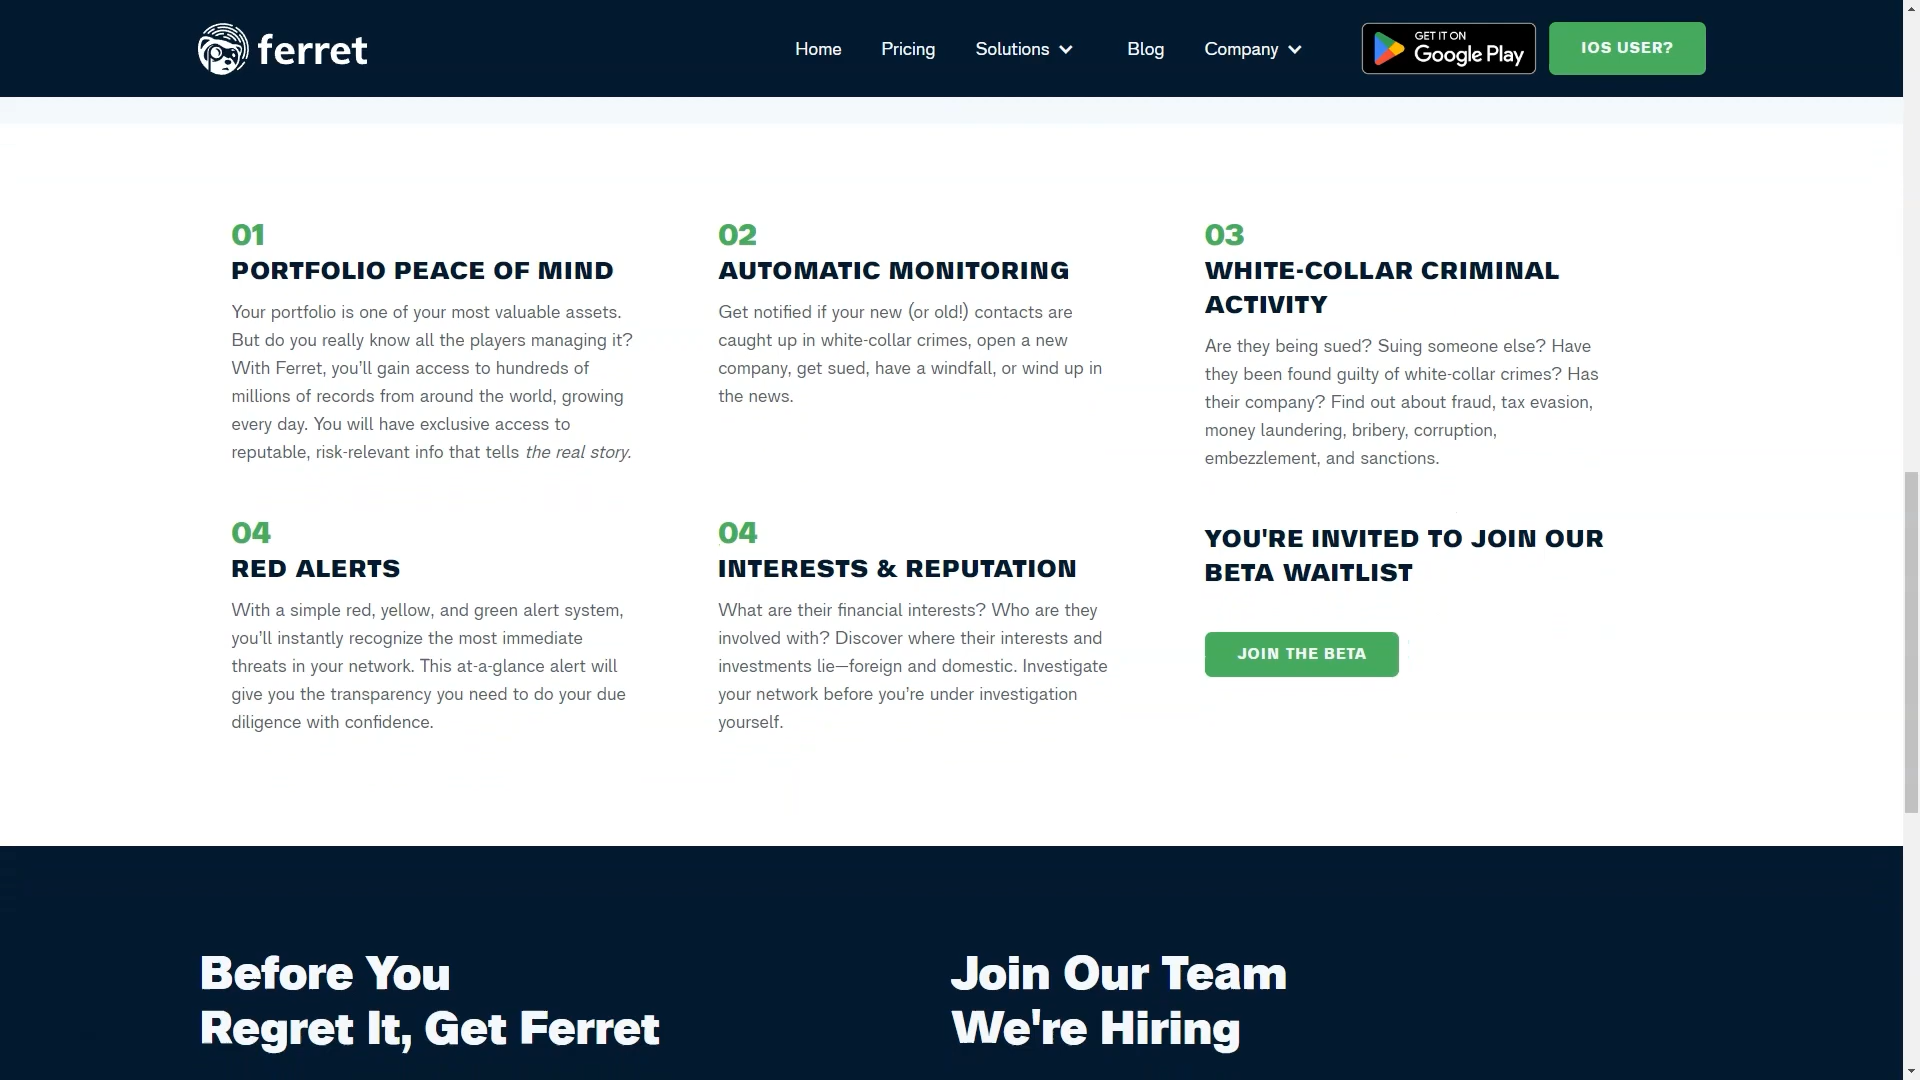 ferret
Home
Pricing
Solutions
Blog
Company
GET IT ON
Google Play
IOS USER?
01
PORTFOLIO PEACE OF MIND
Your portfolio is one of your most valuable assets.
But do you really know all the players managing it?
With Ferret, you’ll gain access to hundreds of
millions of records from around the world, growing
every day. You will have exclusive access to
reputable, risk-relevant info that tells the real story.
02
AUTOMATIC MONITORING
Get notified if your new (or old!) contacts are
caught up in white-collar crimes, open a new
company, get sued, have a windfall, or wind up in
the news.
03
WHITE-COLLAR CRIMINAL
ACTIVITY
Are they being sued? Suing someone else? Have
they been found guilty of white-collar crimes? Has
their company? Find out about fraud, tax evasion,
money laundering, bribery, corruption,
embezzlement, and sanctions.
04
RED ALERTS
With a simple red, yellow, and green alert system,
you’ll instantly recognize the most immediate
threats in your network. This at-a-glance alert will
give you the transparency you need to do your due
diligence with confidence.
04
INTERESTS & REPUTATION
What are their financial interests? Who are they
involved with? Discover where their interests and
investments lie—foreign and domestic. Investigate
your network before you’re under investigation
yourself.
YOU'RE INVITED TO JOIN OUR
BETA WAITLIST
JOIN THE BETA
Before You
Regret It, Get Ferret
Join Our Team
We're Hiring